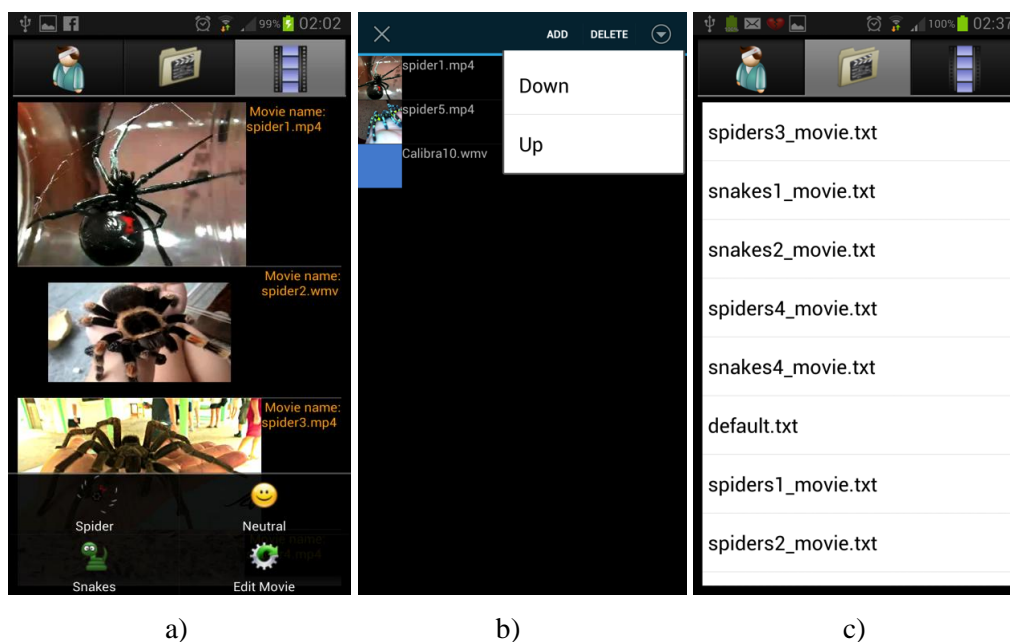 99% 02:02
Movie name:
spider1.mp4
Movie name:
spider2.wmv
Movie name:
spider3.mp4
Spider
Neutral
Snakes
Edit Movie
a)
ADD DELETE
spider1.mp4
spider5.mp4
Calibra10.wmv
Down
Up
b)
100% 02:37
spiders3_movie.txt
snakes1_movie.txt
snakes2_movie.txt
spiders4_movie.txt
snakes4_movie.txt
default.txt
spiders1_movie.txt
spiders2_movie.txt
c)